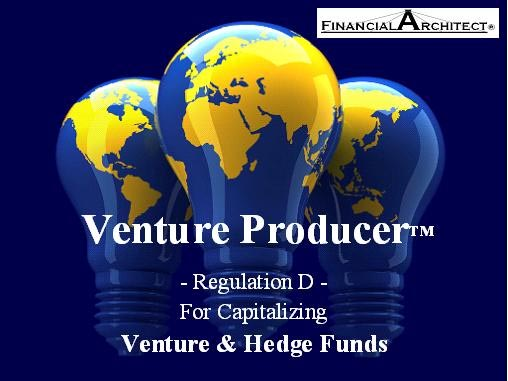 FINANCIALARCHITECT®
Venture Producer™
- Regulation D -
For Capitalizing
Venture & Hedge Funds